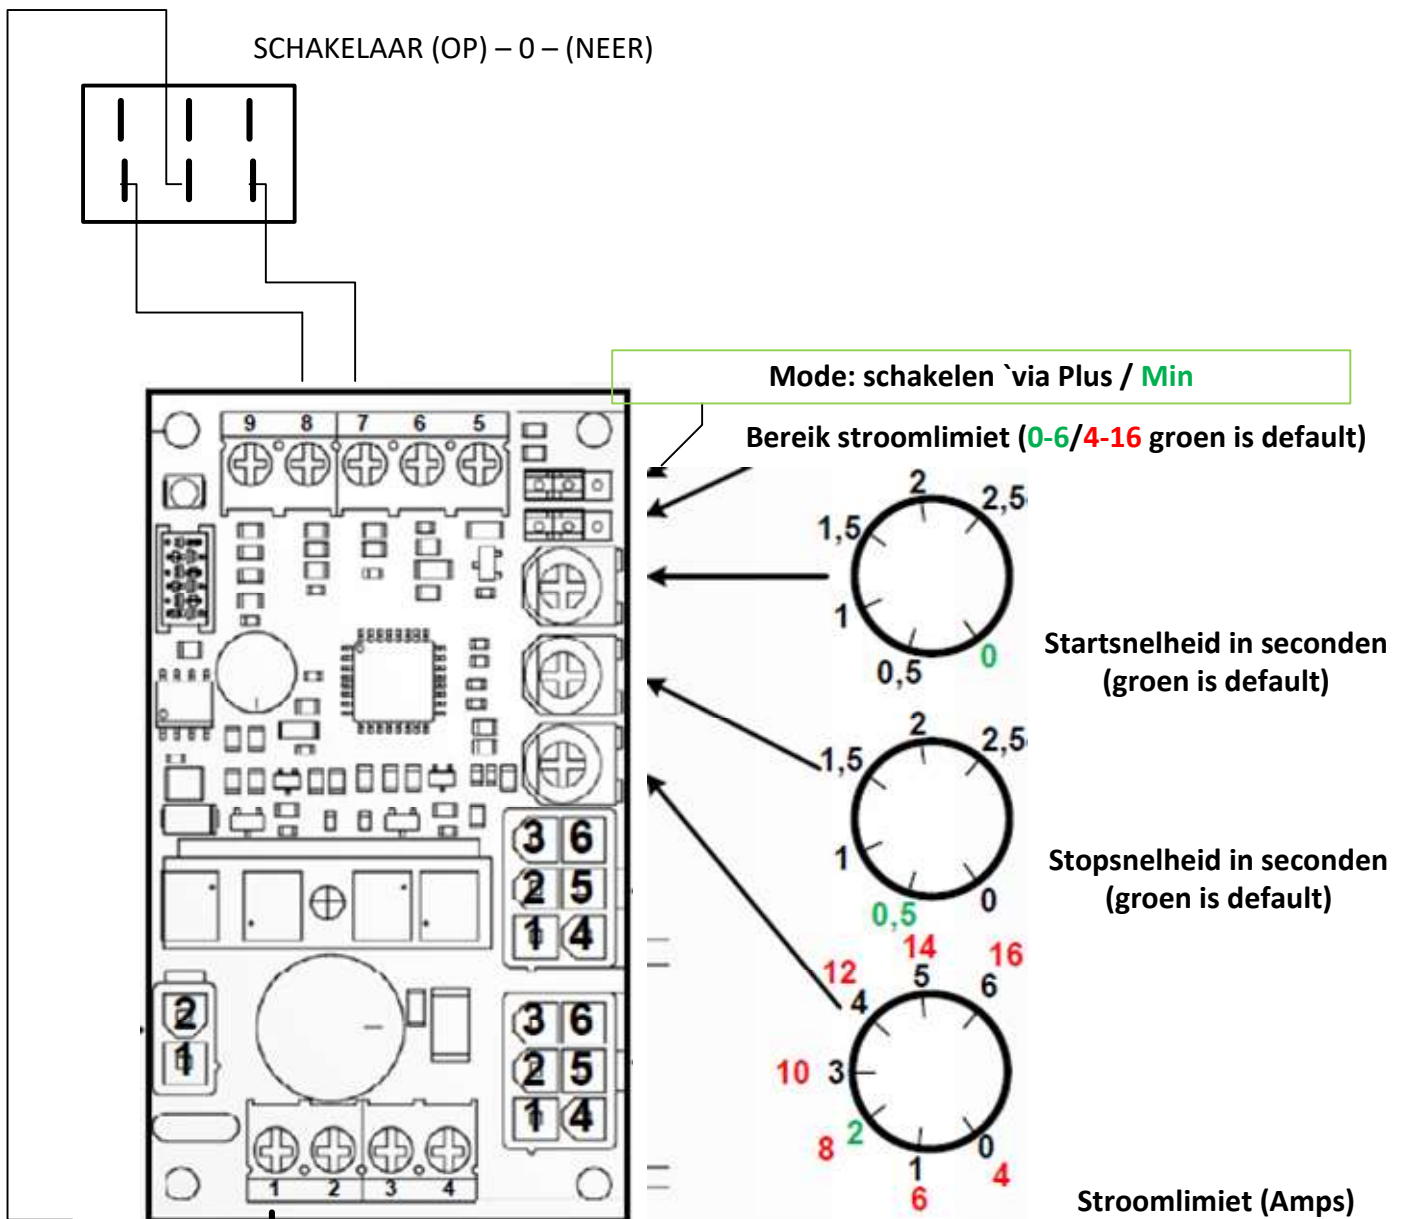 SCHAKELAAR (OP) – 0 – (NEER)
Mode: schakelen `via Plus / Min
Bereik stroomlimiet (0-6/4-16 groen is default)
9 8 7 6 5
2 2,5
1,5
1
0,5 0
Startsnelheid in seconden
(groen is default)
2 2,5
1,5
1
0,5 0
Stopsnelheid in seconden
(groen is default)
3 6
2 5
1 4
14 16
12 5 6
4
10 3
2
8 1 0
6 4
Stroomlimiet (Amps)
2
1
3 6
2 5
1 4
1 2 3 4